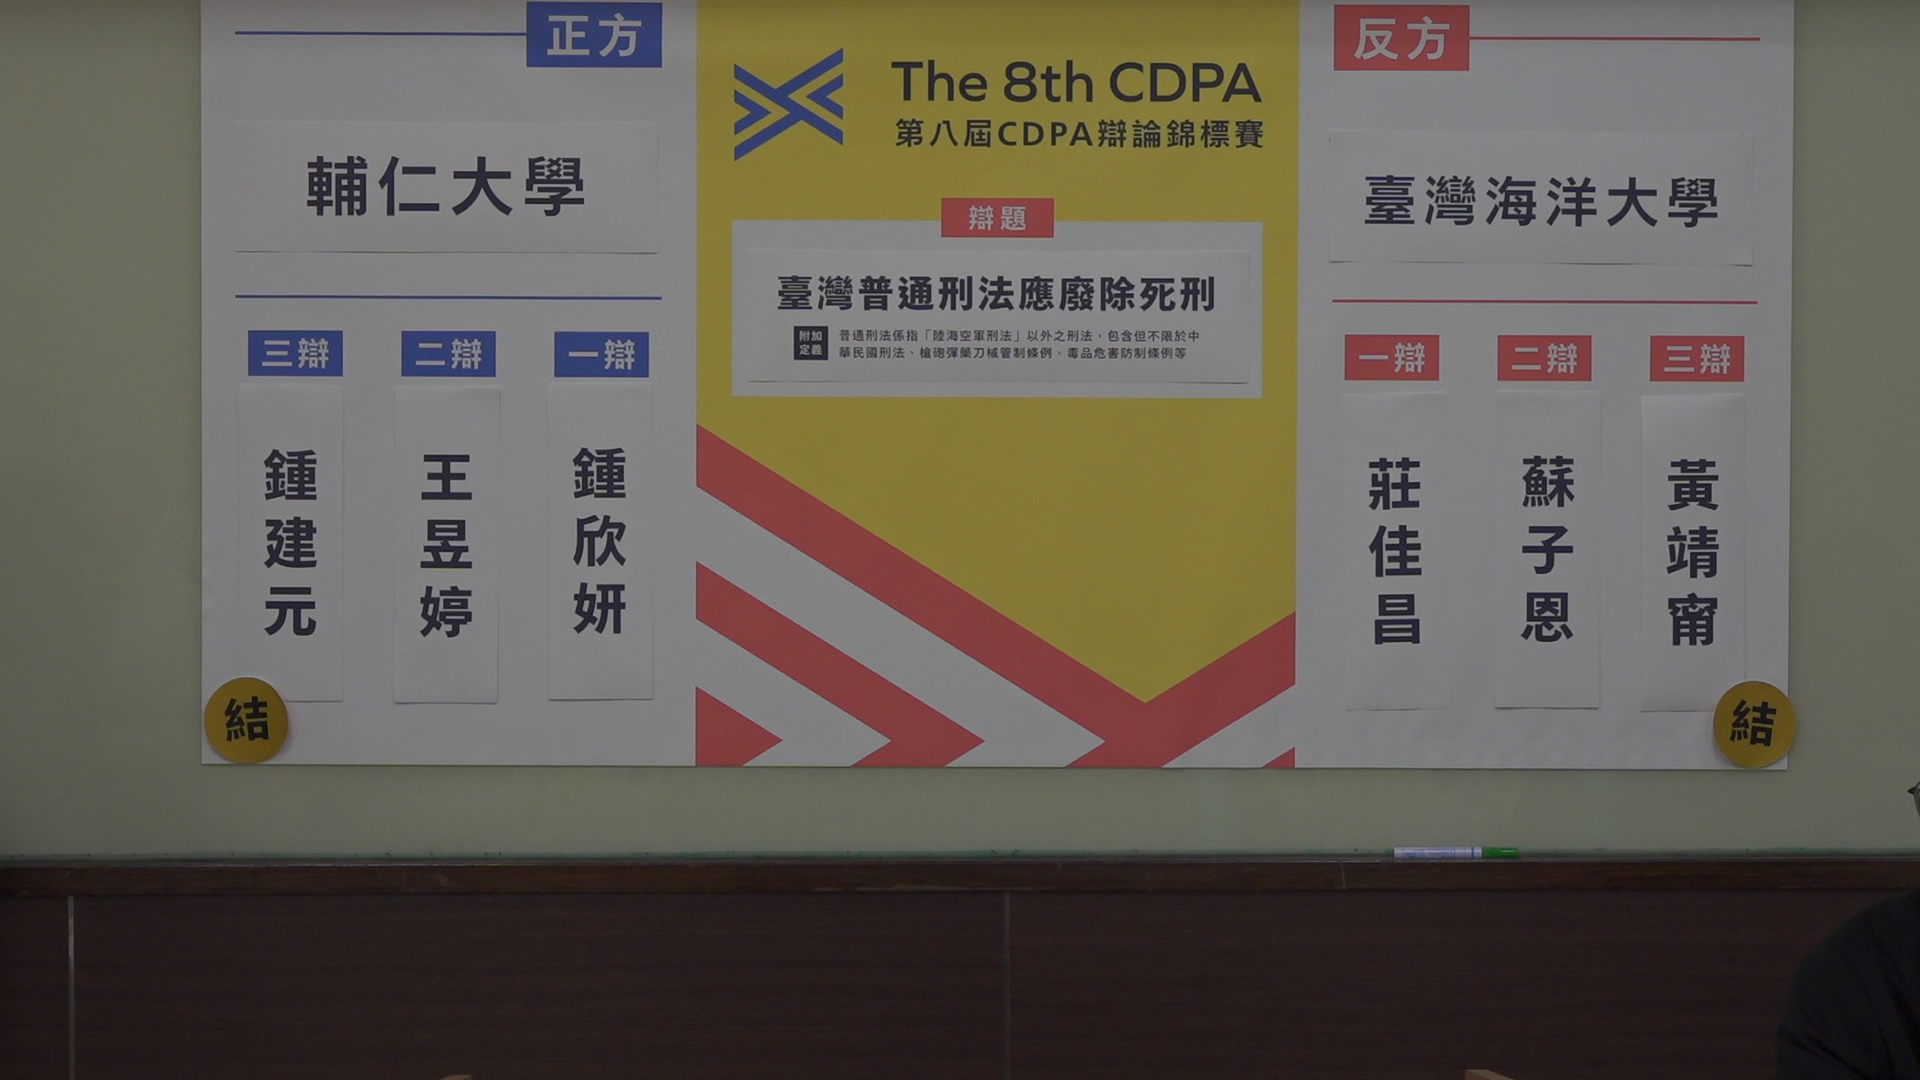 正方
輔仁大學
三辯
二辯
一辯
鍾建元
王昱婷
鍾欣妍
結
The 8th CDPA
第八屆CDPA辯論錦標賽
辯題
臺灣普通刑法應廢除死刑
附加定義
普通刑法係指「陸海空軍刑法」以外之刑法，包含但不限於中
華民國刑法、槍砲彈藥刀械管制條例、毒品危害防制條例等
反方
臺灣海洋大學
一辯
二辯
三辯
莊佳昌
蘇子恩
黃靖甯
結